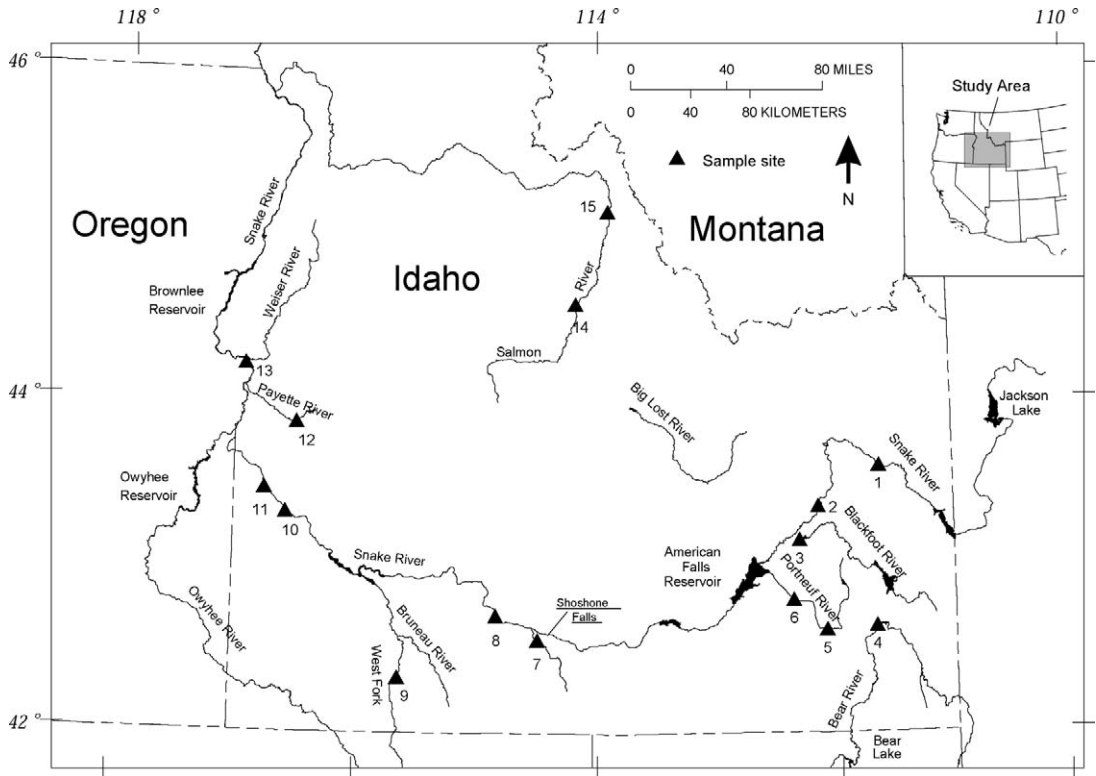 118 °
114 °
110 °
46 °
44 °
42 °
0 40 80 MILES
0 40 80 KILOMETERS
Sample site
N
Study Area
Oregon
Idaho
Montana
Snake River
Weiser River
Brownlee
Reservoir
15
River
14
Salmon
13
Payette River
12
Big Lost River
Jackson
Lake
Owyhee
Reservoir
11
10
Snake River
1
2
3
Blackfoot River
American
Falls
Reservoir
Portneuf River
6
5
4
Snake River
Shoshone
Falls
8
7
Bruneau River
West Fork
9
Owyhee River
Bear River
Bear
Lake